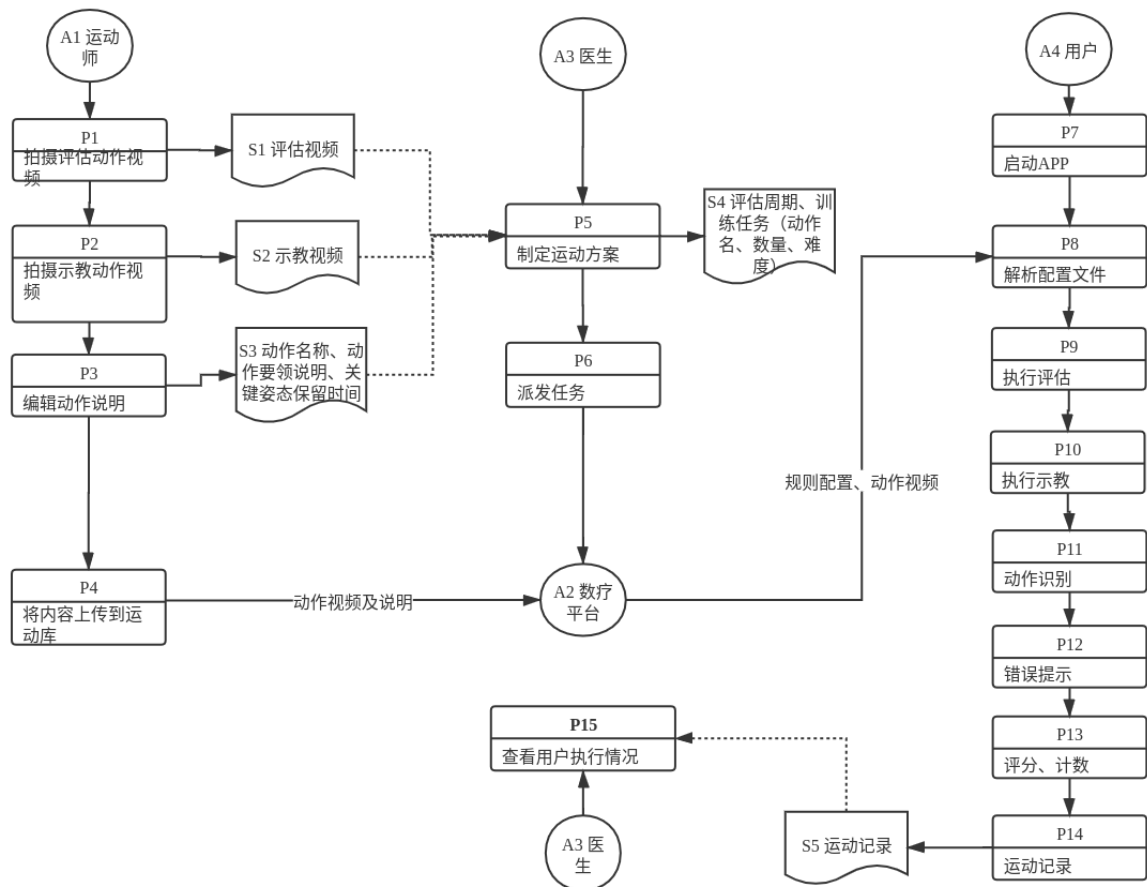 A1 运动
师
P1
拍摄评估动作视
频
P2
拍摄示教动作视
频
P3
编辑动作说明
P4
将内容上传到运
动库
S1 评估视频
S2 示教视频
S3 动作名称、动
作要领说明、关
键姿态保留时间
动作视频及说明
A3 医生
P5
制定运动方案
S4 评估周期、训
练任务（动作
名、数量、难
度）
P6
派发任务
A2 数疗
平台
规则配置、动作视频
P15
查看用户执行情况
A3 医
生
A4 用户
P7
启动APP
P8
解析配置文件
P9
执行评估
P10
执行示教
P11
动作识别
P12
错误提示
P13
评分、计数
P14
运动记录
S5 运动记录